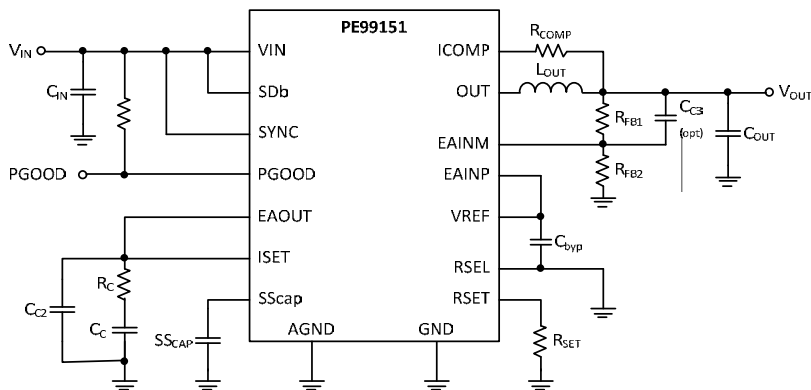 PE99151
VIN
CIN
VIN
SDb
SYNC
PGOOD
PGOOD
EAOUT
ISET
RC
CC2
CC
SScap
SSCAP
AGND
GND
ICOMP
RCOMP
LOUT
OUT
VOUT
RFB1
CC3
(opt)
COUT
EAINM
RFB2
EAINP
VREF
Cbyp
RSEL
RSET
RSET